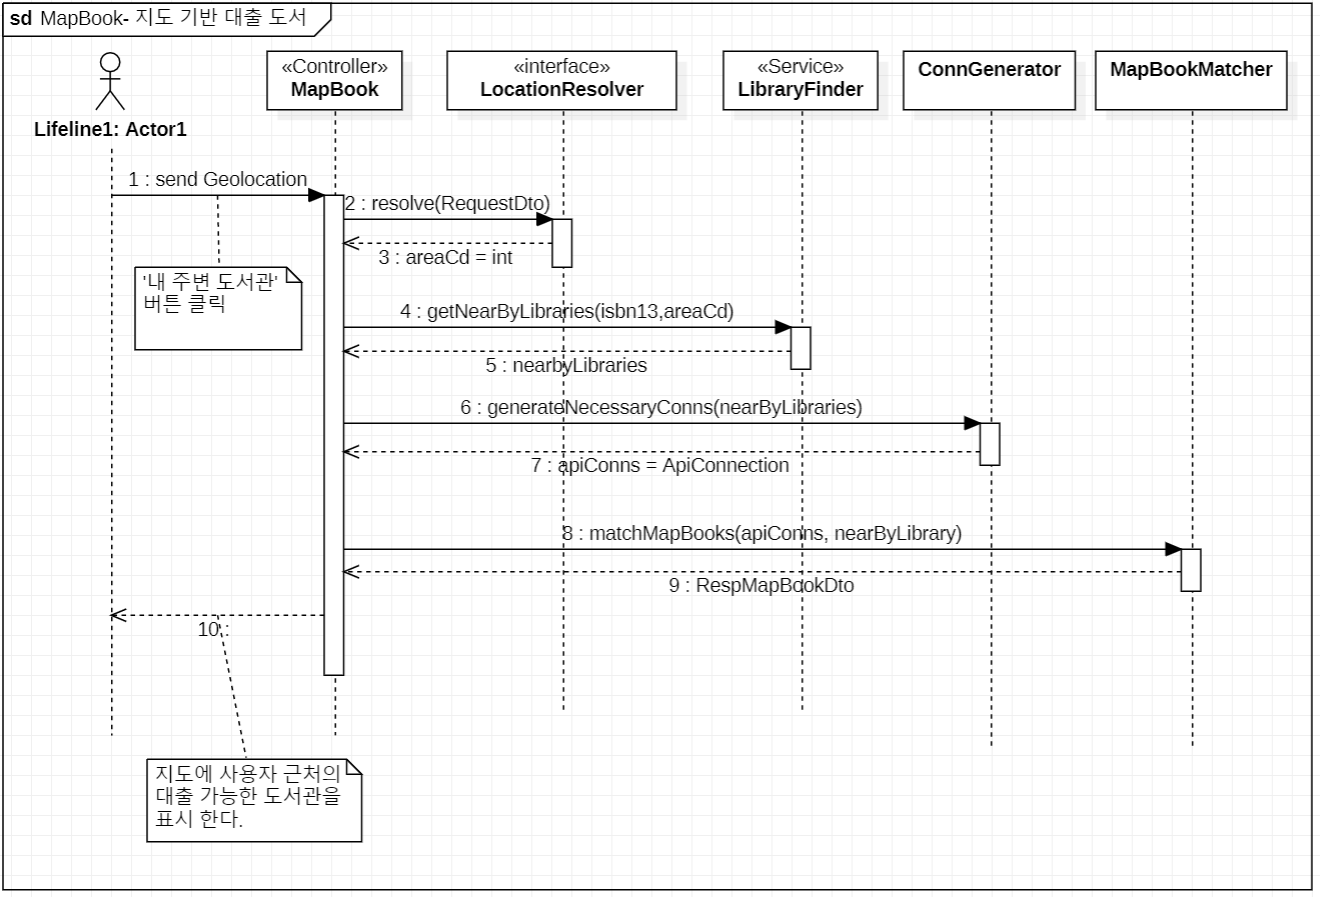 sd MapBook- 지도 기반 대출 도서
«Controller»
MapBook
«interface»
LocationResolver
«Service»
LibraryFinder
ConnGenerator
MapBookMatcher
Lifeline1: Actor1
1 : send Geolocation
2 : resolve(RequestDto)
3 : areaCd = int
'내 주변 도서관'
버튼 클릭
4 : getNearByLibraries(isbn13,areaCd)
5 : nearbyLibraries
6 : generateNecessaryConns(nearByLibraries)
7 : apiConns = ApiConnection
8 : matchMapBooks(apiConns, nearByLibrary)
9 : RespMapBookDto
10 :
지도에 사용자 근처의
대출 가능한 도서관을
표시 한다.